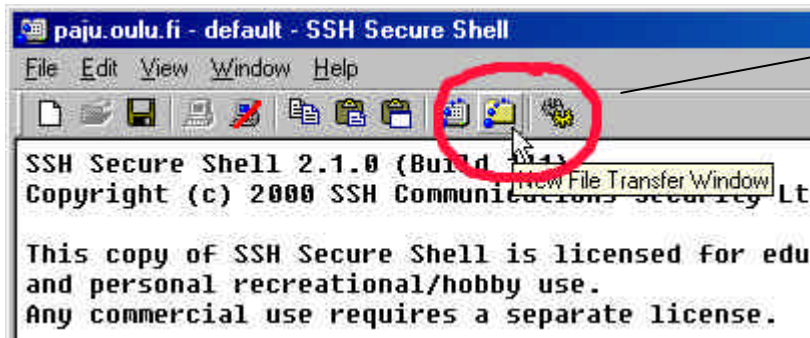 paju.oulu.fi - default - SSH Secure Shell
File Edit View Window Help
SSH Secure Shell 2.1.0 (Build
New File Transfer Window
Copyright (c) 2000 SSH Security Lt
This copy of SSH Secure Shell is licensed for edu
and personal recreational/hobby use.
Any commercial use requires a separate license.